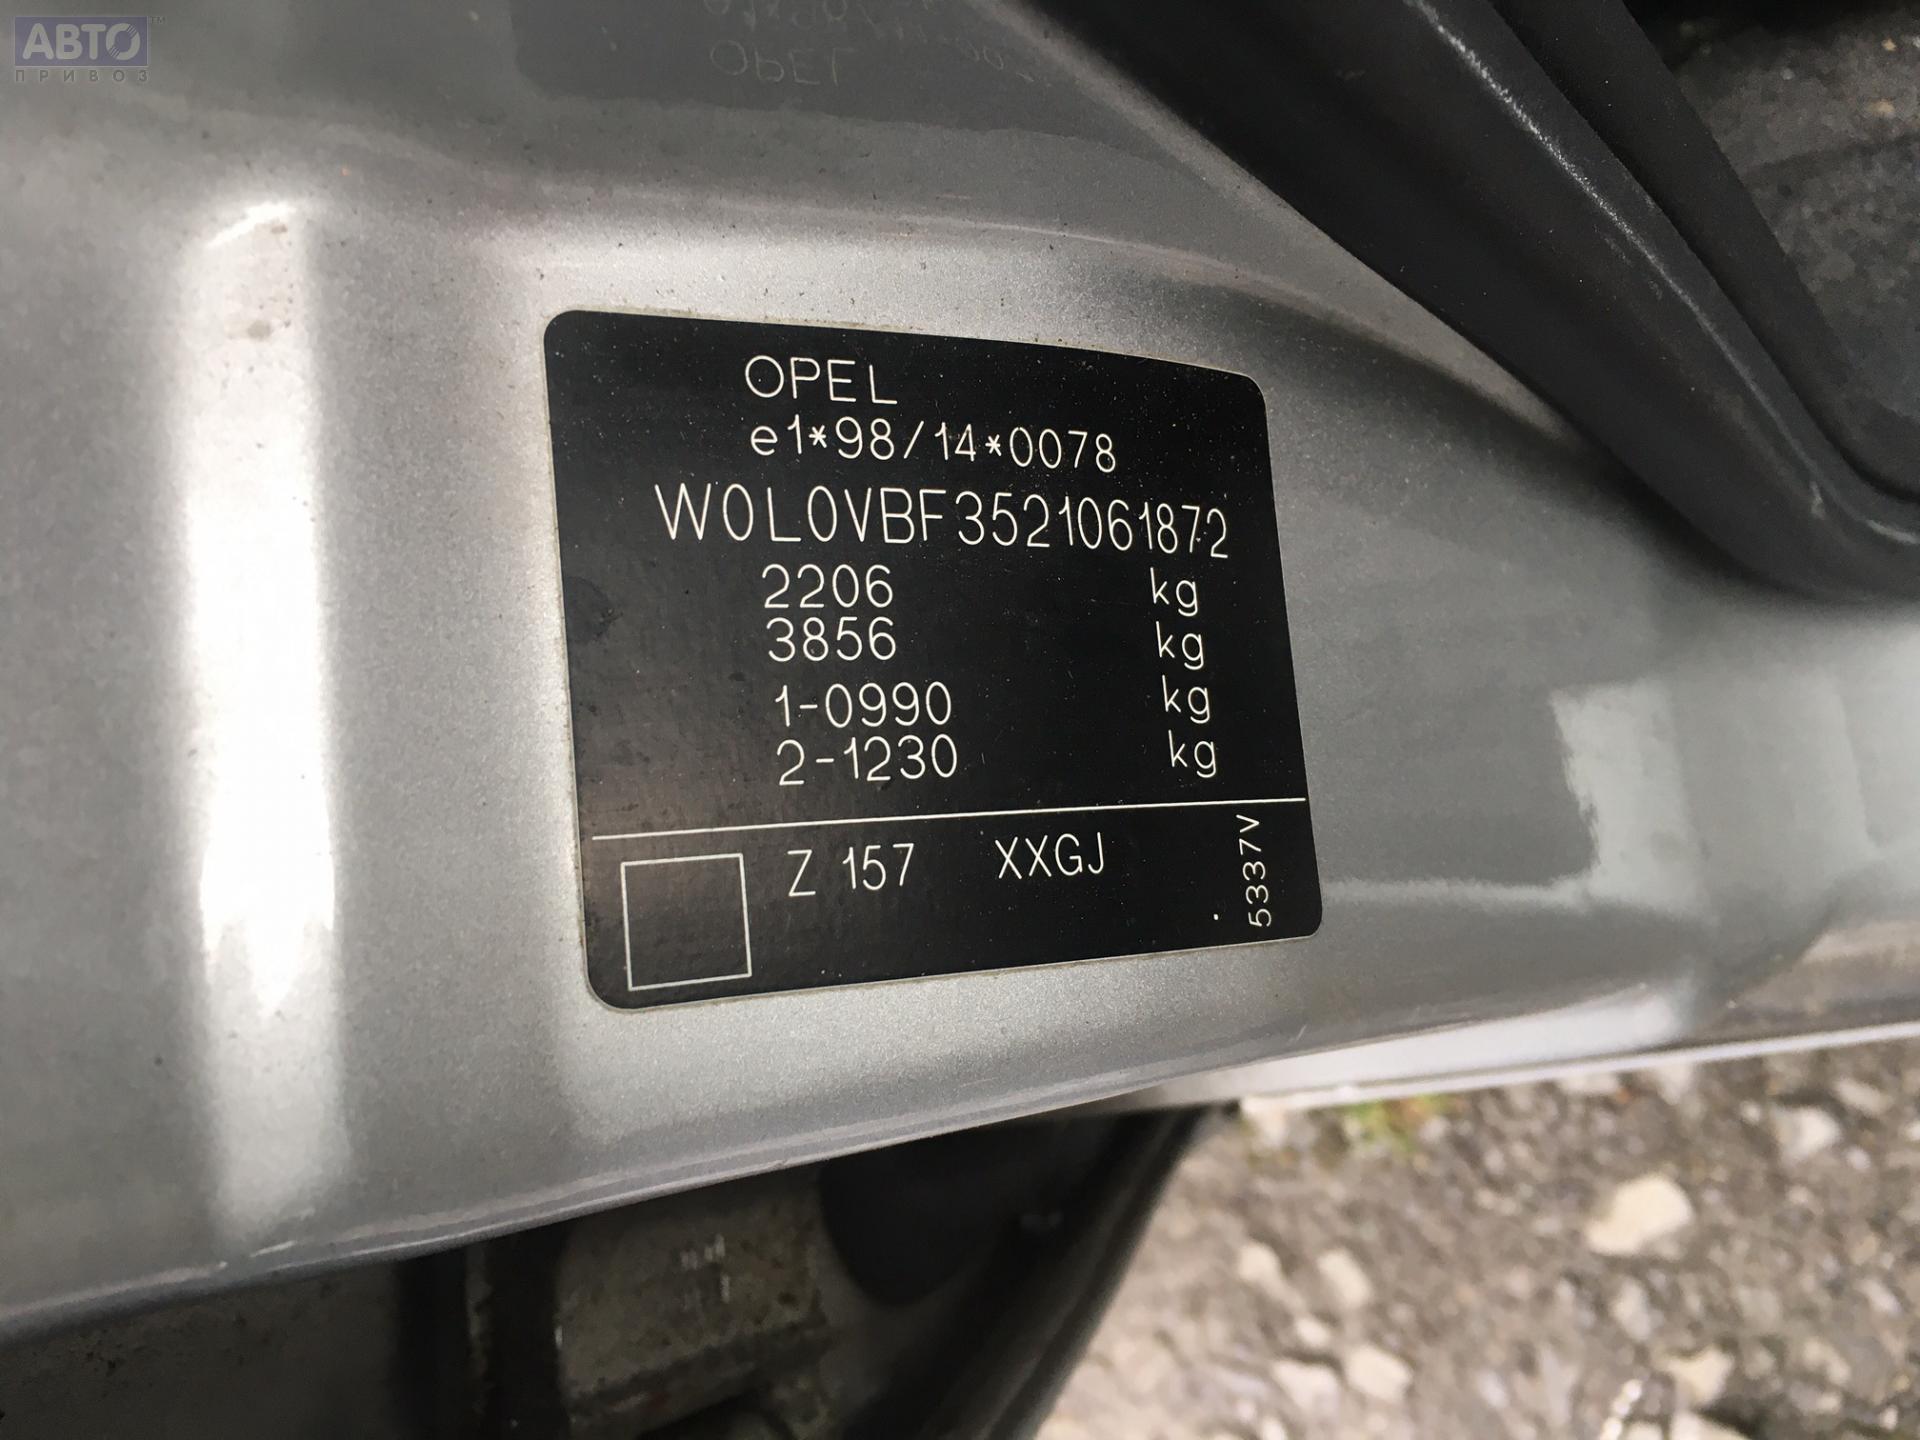 АВТО™
ПРИВОЗ
OPEL
e1*98/14*0078
W0L0VBF3521061872
2206 kg
3856 kg
1-0990 kg
2-1230 kg
Z 157 XXGJ
5337V